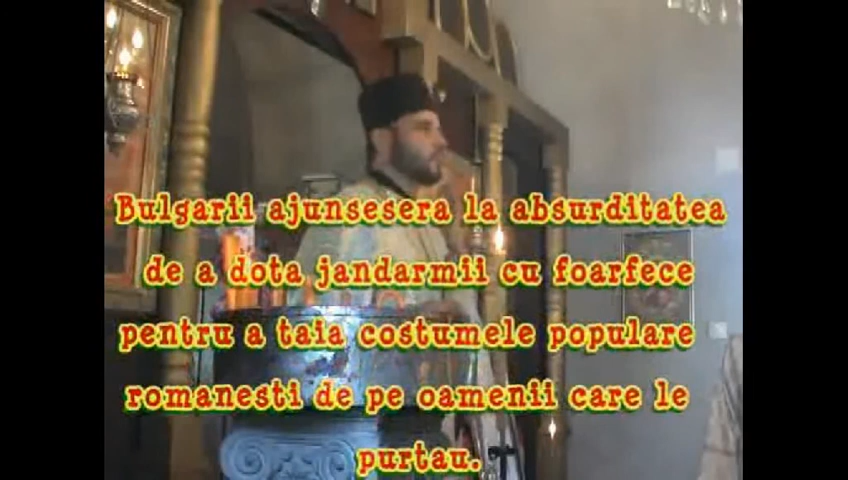 Bulgarii ajunsesera la absurditatea
de a dota jandarmii cu foarfece
pentru a taia costumele populare
romanesti de pe oamenii care le
purtau.